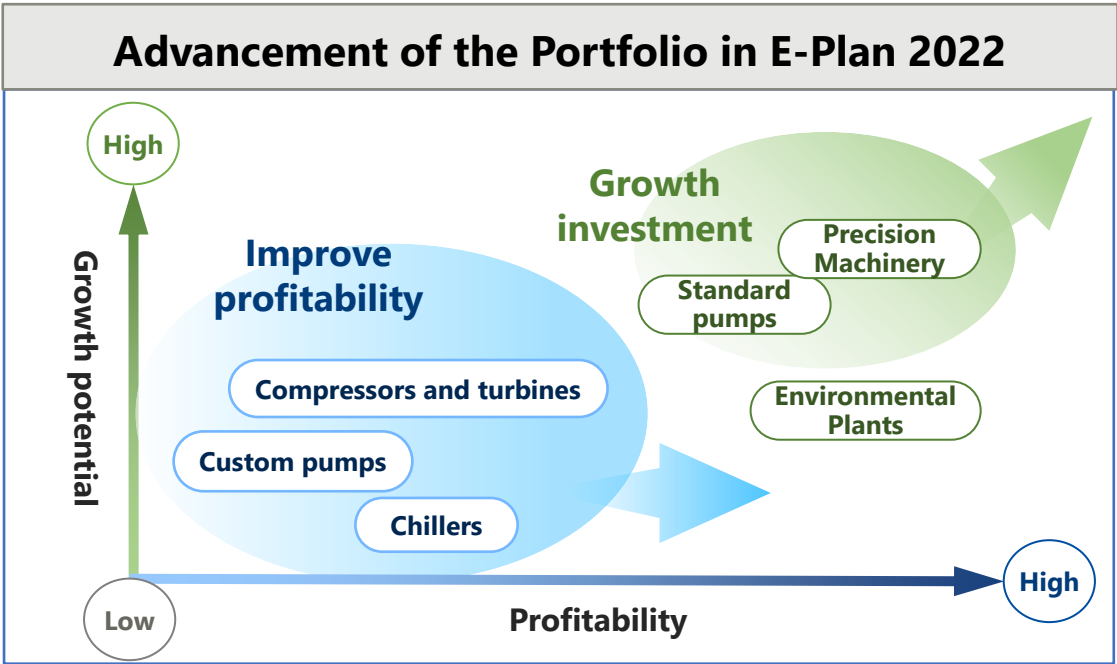 Advancement of the Portfolio in E-Plan 2022
High
Growth potential
Low
Improve
profitability
Compressors and turbines
Custom pumps
Chillers
Growth
investment
Precision
Machinery
Standard
pumps
Environmental
Plants
Profitability
High